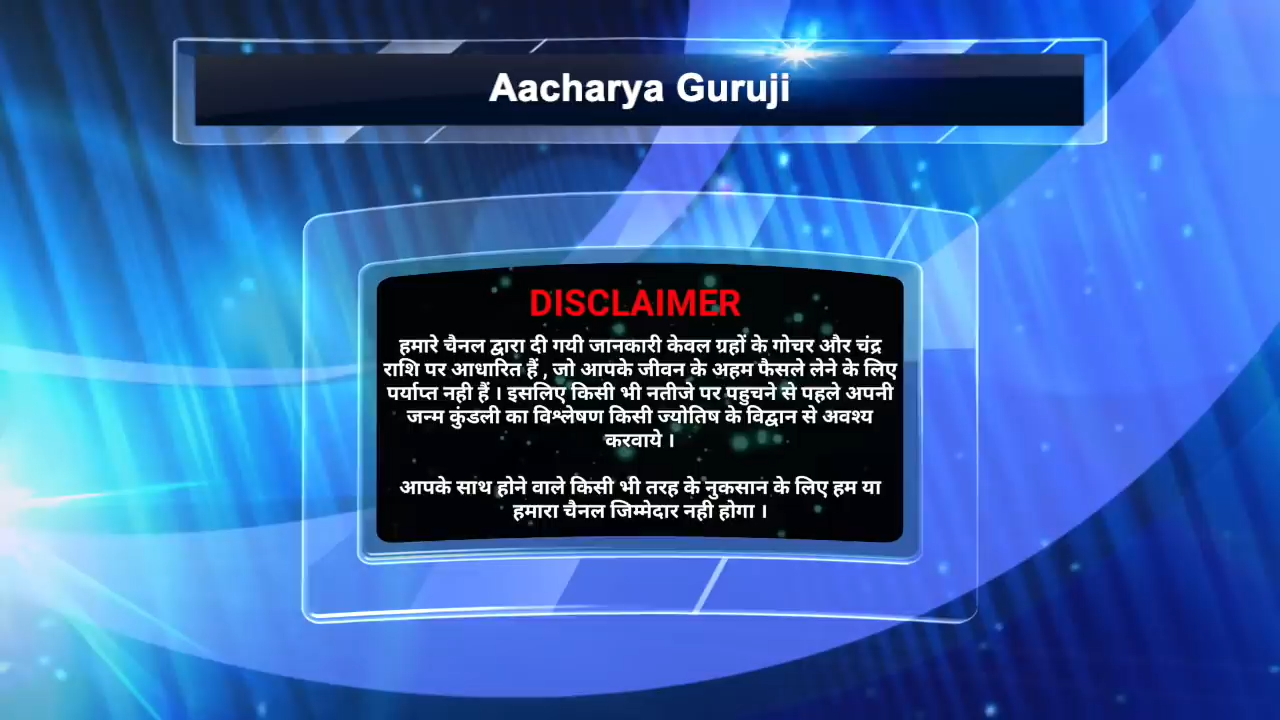 Aacharya Guruji
DISCLAIMER
हमारे चैनल द्वारा दी गयी जानकारी केवल ग्रहों के गोचर और चंद्र
राशि पर आधारित हैं , जो आपके जीवन के अहम फैसले लेने के लिए
पर्याप्त नही हैं । इसलिए किसी भी नतीजे पर पहुचने से पहले अपनी
जन्म कुंडली का विश्लेषण किसी ज्योतिष के विद्वान से अवश्य
करवाये ।
आपके साथ होने वाले किसी भी तरह के नुकसान के लिए हम या
हमारा चैनल जिम्मेदार नही होगा ।